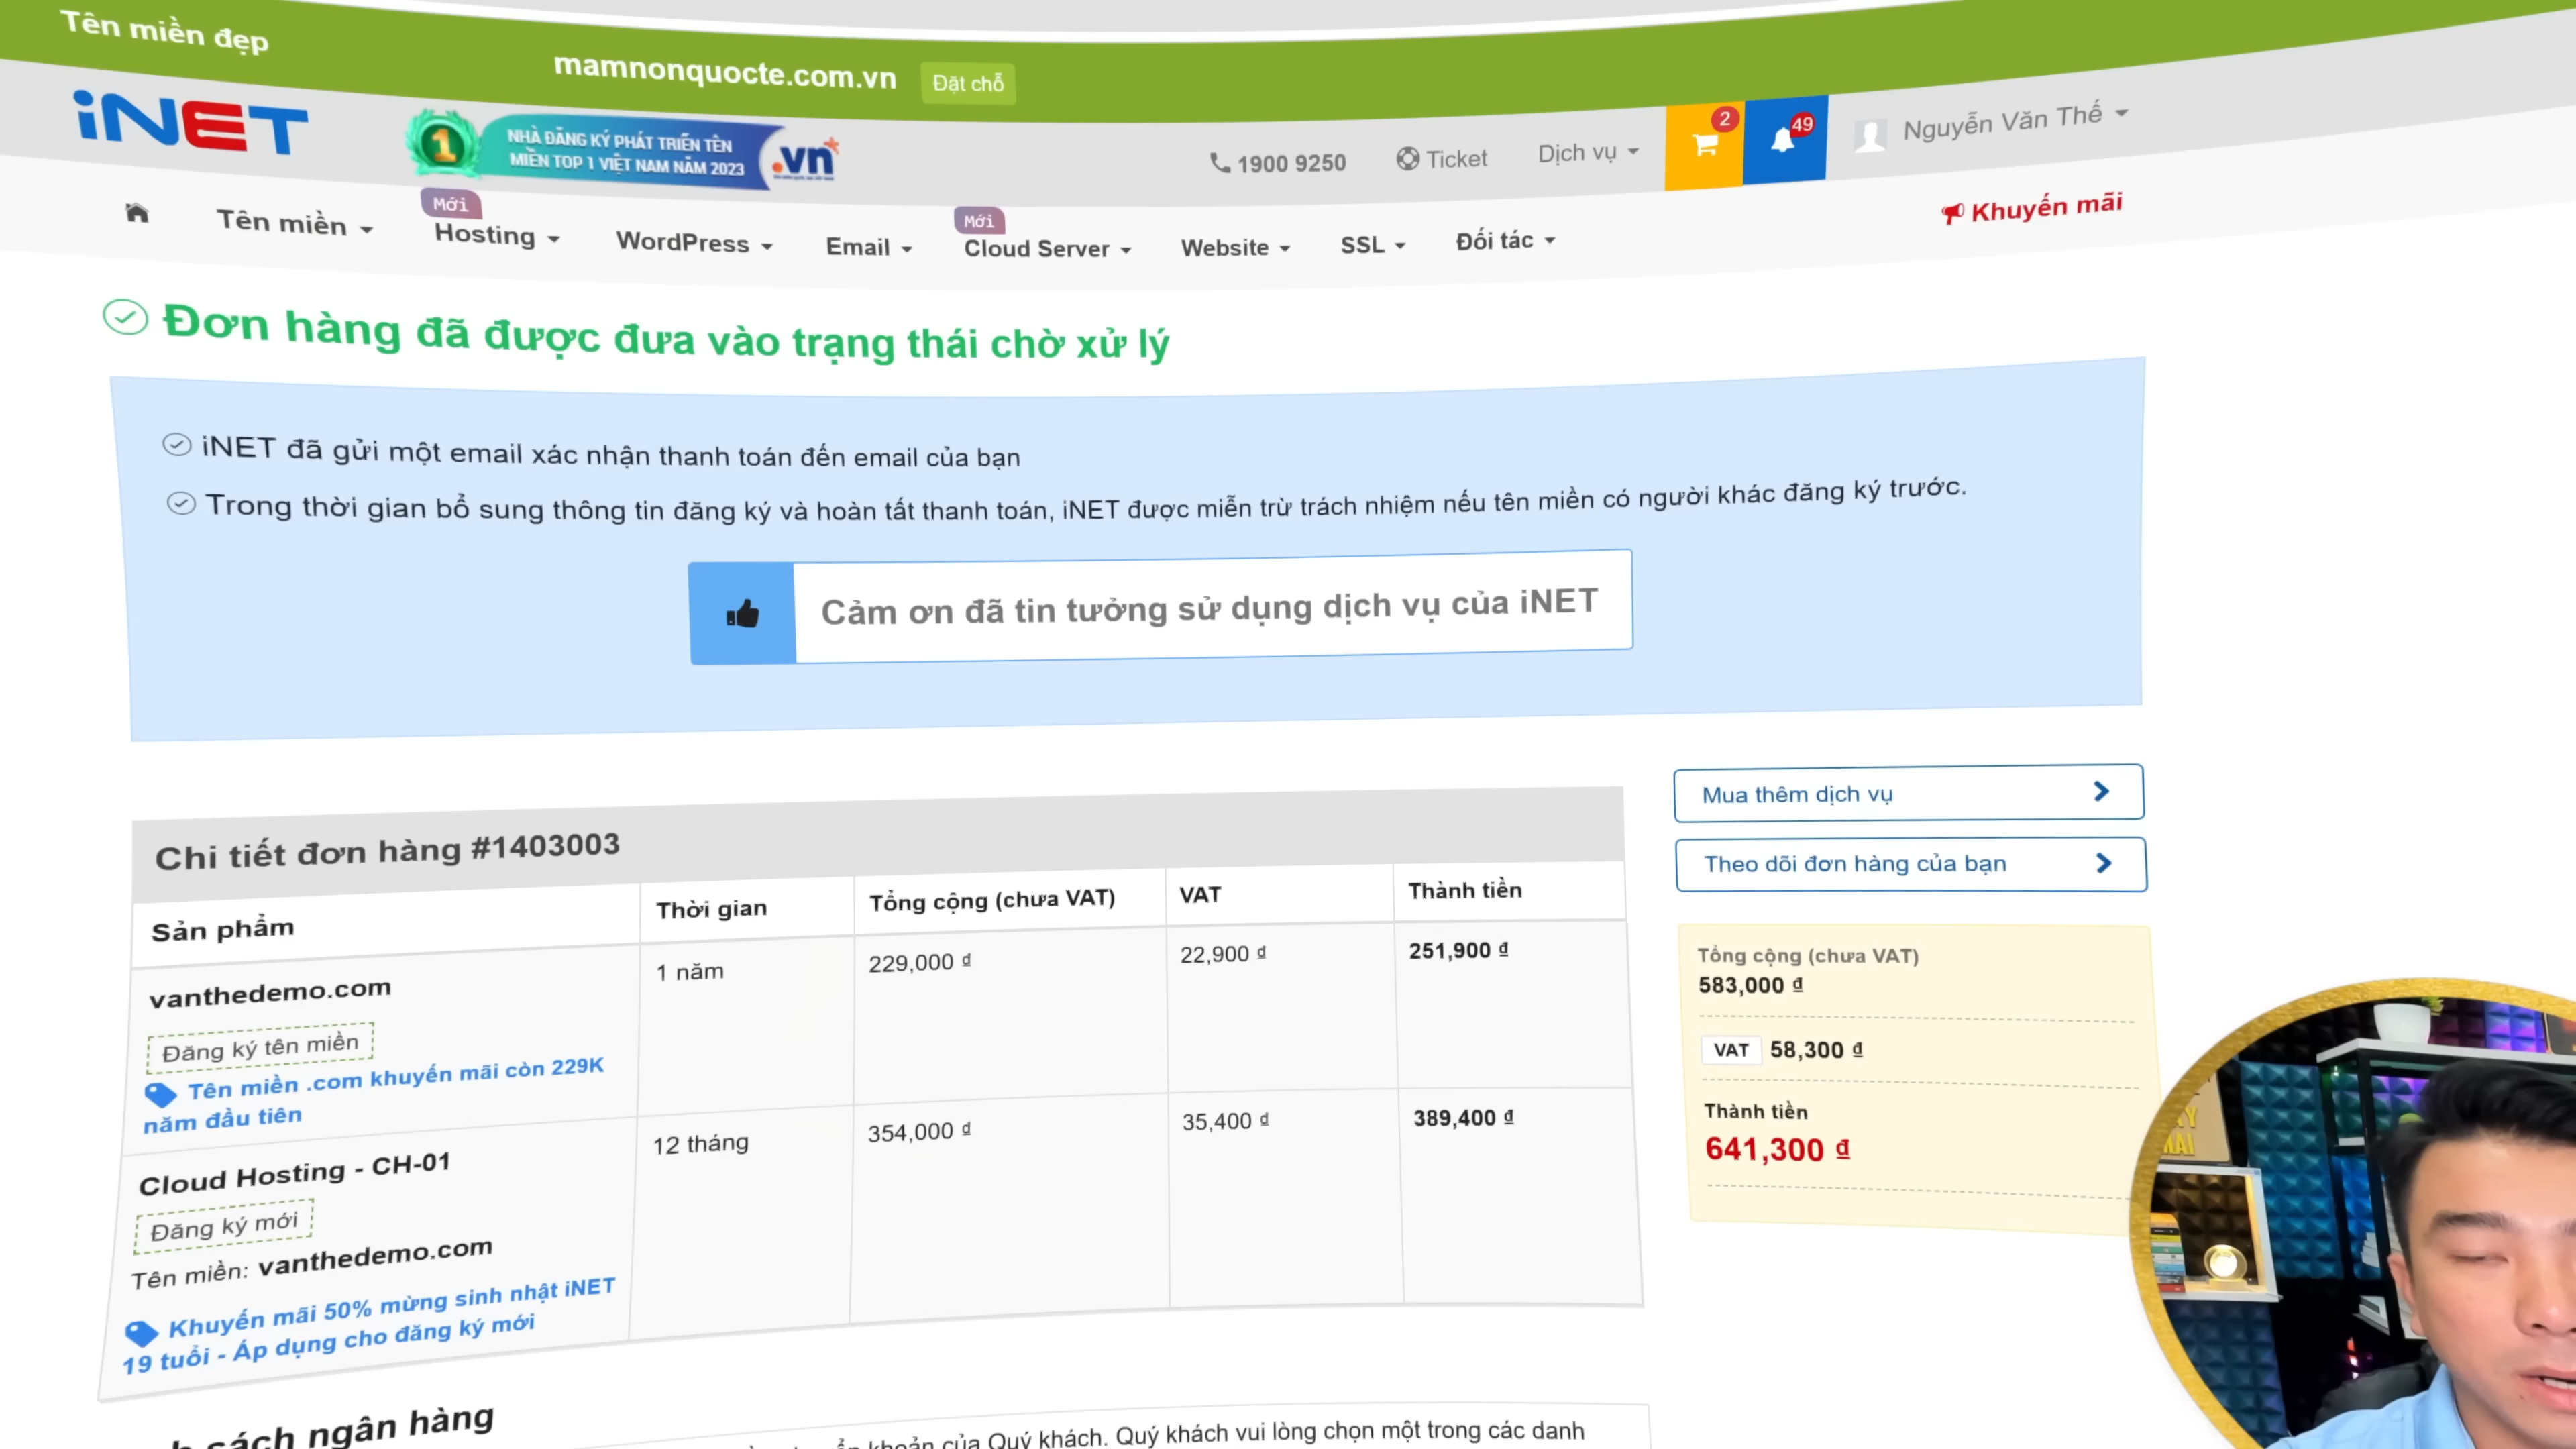 Tên miền đẹp
mamnonquocte.com.vn
Đặt chỗ
iNET
1
NHÀ ĐĂNG KÝ PHÁT TRIỂN TÊN
MIỀN TOP 1 VIỆT NAM NĂM 2023
.vn
1900 9250
Ticket
Dịch vụ
2
49
Nguyễn Văn Thế
Tên miền
Mới
Hosting
WordPress
Email
Mới
Cloud Server
Website
SSL
Đối tác
Khuyến mãi
Đơn hàng đã được đưa vào trạng thái chờ xử lý
iNET đã gửi một email xác nhận thanh toán đến email của bạn
Trong thời gian bổ sung thông tin đăng ký và hoàn tất thanh toán, iNET được miễn trừ trách nhiệm nếu tên miền có người khác đăng ký trước.
Cảm ơn đã tin tưởng sử dụng dịch vụ của iNET
Chi tiết đơn hàng #1403003
Sản phẩm
Thời gian
Tổng cộng (chưa VAT)
VAT
Thành tiền
vanthedemo.com
Đăng ký tên miền
Tên miền .com khuyến mãi còn 229K
năm đầu tiên
1 năm
229,000 đ
22,900 đ
251,900 đ
Cloud Hosting - CH-01
Đăng ký mới
Tên miền: vanthedemo.com
Khuyến mãi 50% mừng sinh nhật iNET
19 tuổi - Áp dụng cho đăng ký mới
12 tháng
354,000 đ
35,400 đ
389,400 đ
Mua thêm dịch vụ
Theo dõi đơn hàng của bạn
Tổng cộng (chưa VAT)
583,000 đ
VAT 58,300 đ
Thành tiền
641,300 đ
sách ngân hàng
khoản của Quý khách. Quý khách vui lòng chọn một trong các danh